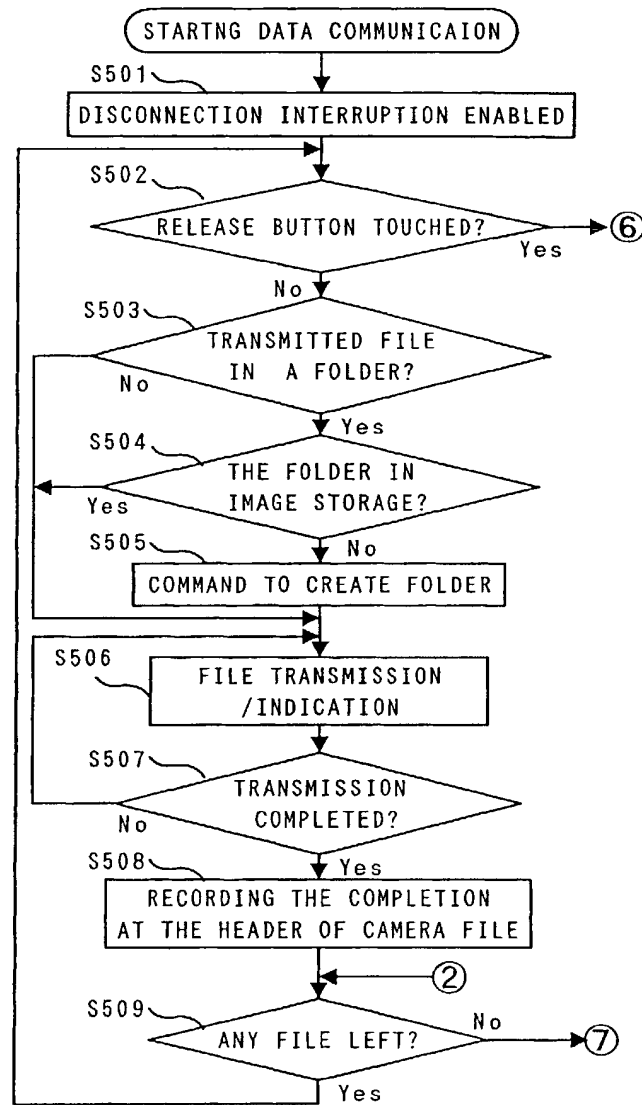 STARTNG DATA COMMUNICAION
S501
DISCONNECTION INTERRUPTION ENABLED
S502
RELEASE BUTTON TOUCHED?
Yes
⑥
No
S503
TRANSMITTED FILE
IN A FOLDER?
No
Yes
S504
THE FOLDER IN
IMAGE STORAGE?
Yes
No
S505
COMMAND TO CREATE FOLDER
S506
FILE TRANSMISSION
/INDICATION
S507
TRANSMISSION
COMPLETED?
No
Yes
S508
RECORDING THE COMPLETION
AT THE HEADER OF CAMERA FILE
②
S509
ANY FILE LEFT?
No
⑦
Yes